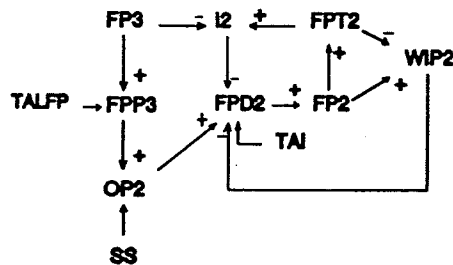 FP3 - I2 + FPT2 -
WIP2
+ - + +
TALFP FPP3 FPD2 + FP2
+ + - TAI
OP2
SS